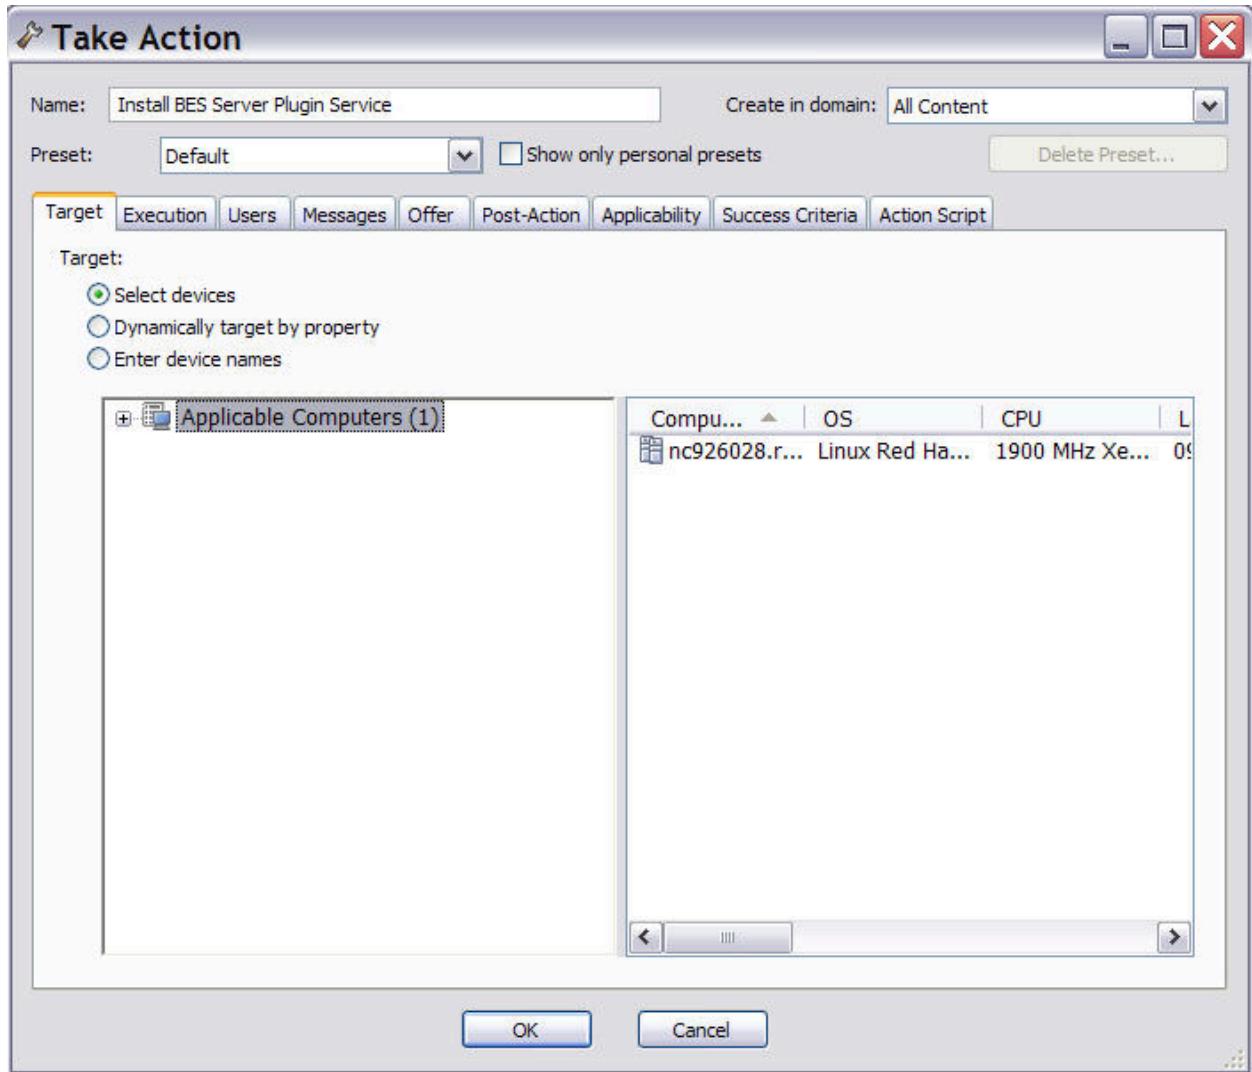 Take Action
Name: Install BES Server Plugin Service Create in domain: All Content
Preset: Default Show only personal presets Delete Preset...
Target Execution Users Messages Offer Post-Action Applicability Success Criteria Action Script
Target:
Select devices
Dynamically target by property
Enter device names
Applicable Computers (1)
Compu... OS CPU L
nc926028.r... Linux Red Ha... 1900 MHz Xe... 09
OK Cancel